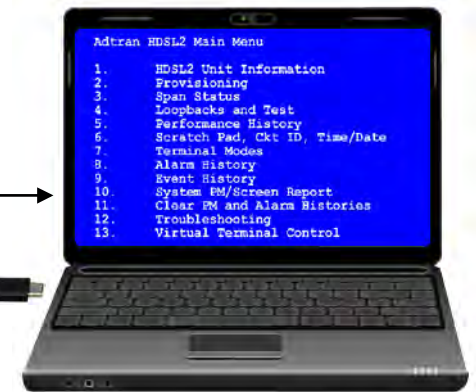 Adtran HDSL2 Main Menu
1. HDSL2 Unit Information
2. Provisioning
3. Span Status
4. Loopbacks and Test
5. Performance History
6. Scratch Pad, Ckt ID, Time/Date
7. Terminal Modes
8. Alarm History
9. Event History
10. System PM/Screen Report
11. Clear PM and Alarm Histories
12. Troubleshooting
13. Virtual Terminal Control